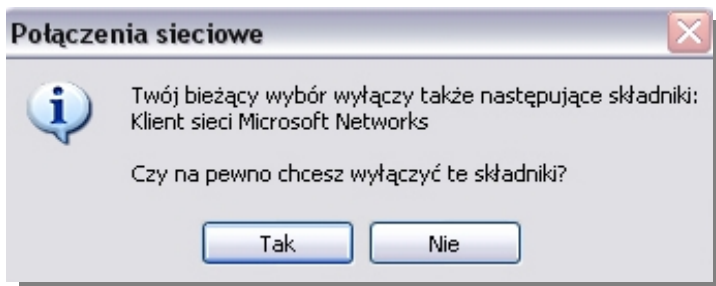 Połączenia sieciowe
Twój bieżący wybór wyłączy także następujące składniki:
Klient sieci Microsoft Networks
Czy na pewno chcesz wyłączyć te składniki?
Tak
Nie